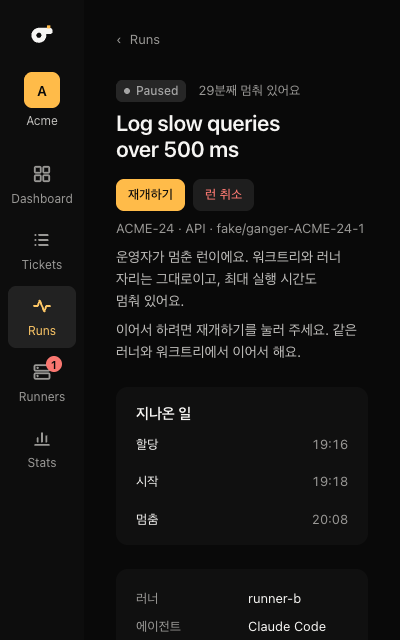 ‹ Runs
A
Acme
Dashboard
Tickets
Runs
1
Runners
Stats
Paused 29분째 멈춰 있어요
Log slow queries
over 500 ms
재개하기 런 취소
ACME-24 · API · fake/ganger-ACME-24-1
운영자가 멈춘 런이에요. 워크트리와 러너
자리는 그대로이고, 최대 실행 시간도
멈춰 있어요.
이어서 하려면 재개하기를 눌러 주세요. 같은
러너와 워크트리에서 이어서 해요.
지나온 일
할당 19:16
시작 19:18
멈춤 20:08
러너 runner-b
에이전트 Claude Code